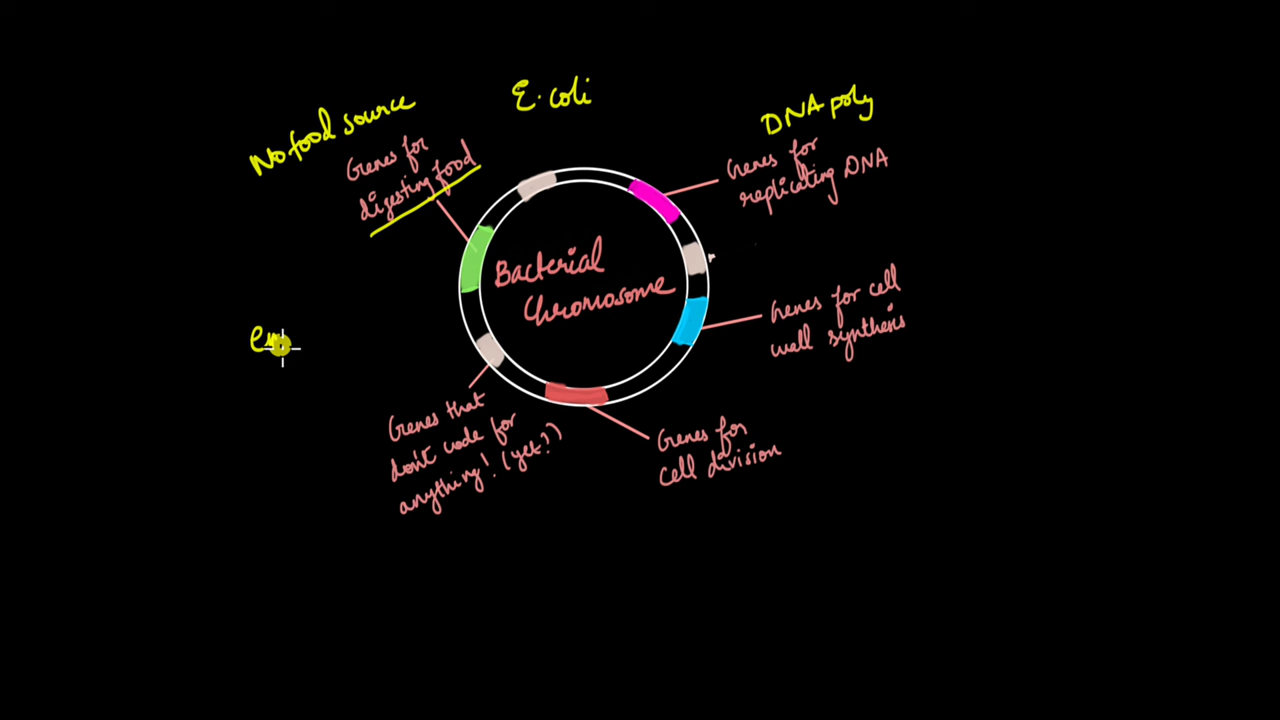 E.coli
No food source
Genes for
digesting food
DNA poly
Genes for
replicating DNA
Bacterial
Chromosome
Genes for cell
wall synthesis
Genes that
don't code for
anything! (yet?)
Genes for
cell division